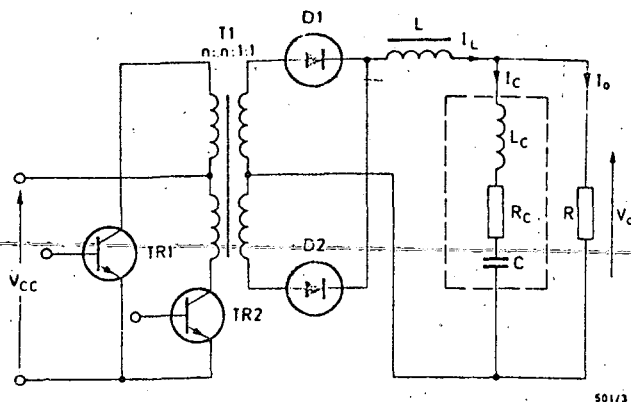 T1
n:n:1:1
D1
L
I_L
I_C
I_o
L_C
R_C
C
R
V_o
D2
TR1
TR2
V_CC
501/3